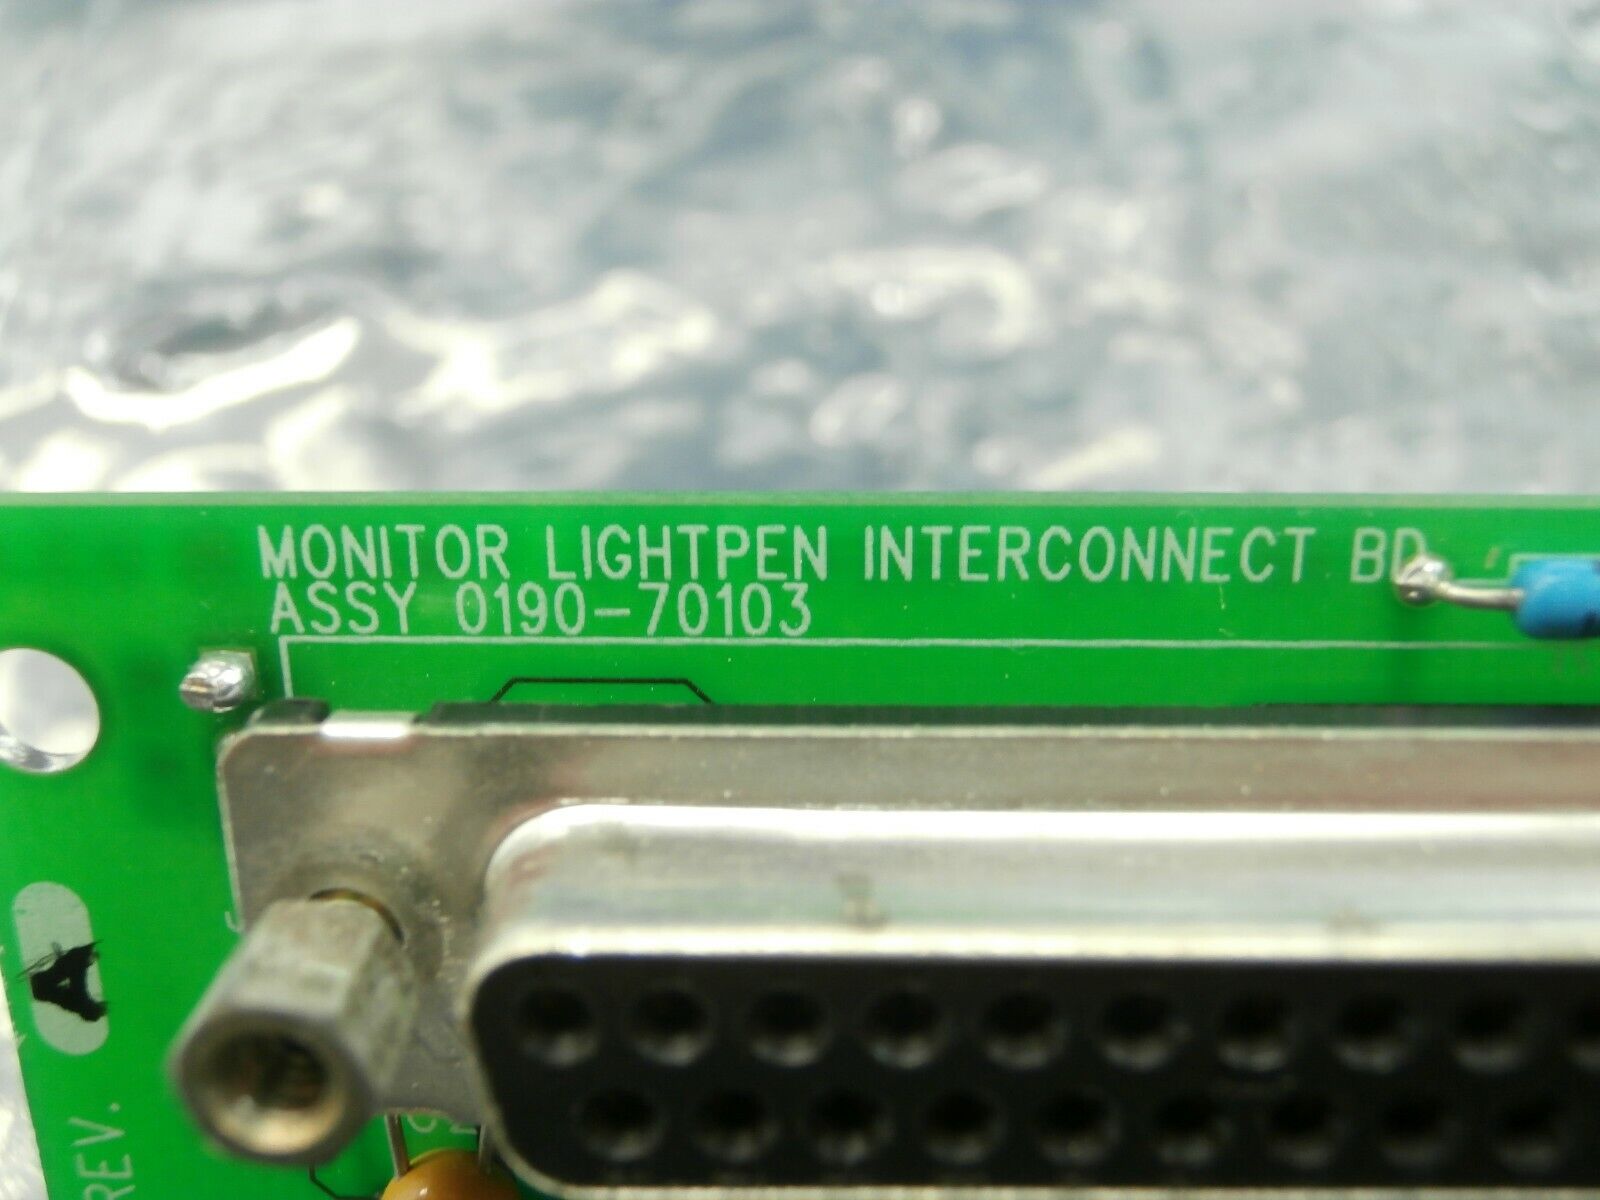 MONITOR LIGHTPEN INTERCONNECT BD
ASSY 0190-70103
A
REV.